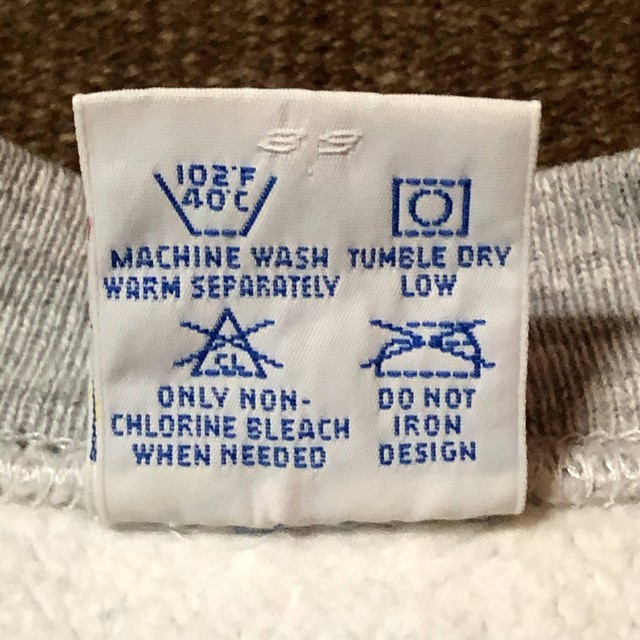 102°F
40°C
MACHINE WASH
WARM SEPARATELY
TUMBLE DRY
LOW
CL
ONLY NON-
CHLORINE BLEACH
WHEN NEEDED
DO NOT
IRON
DESIGN